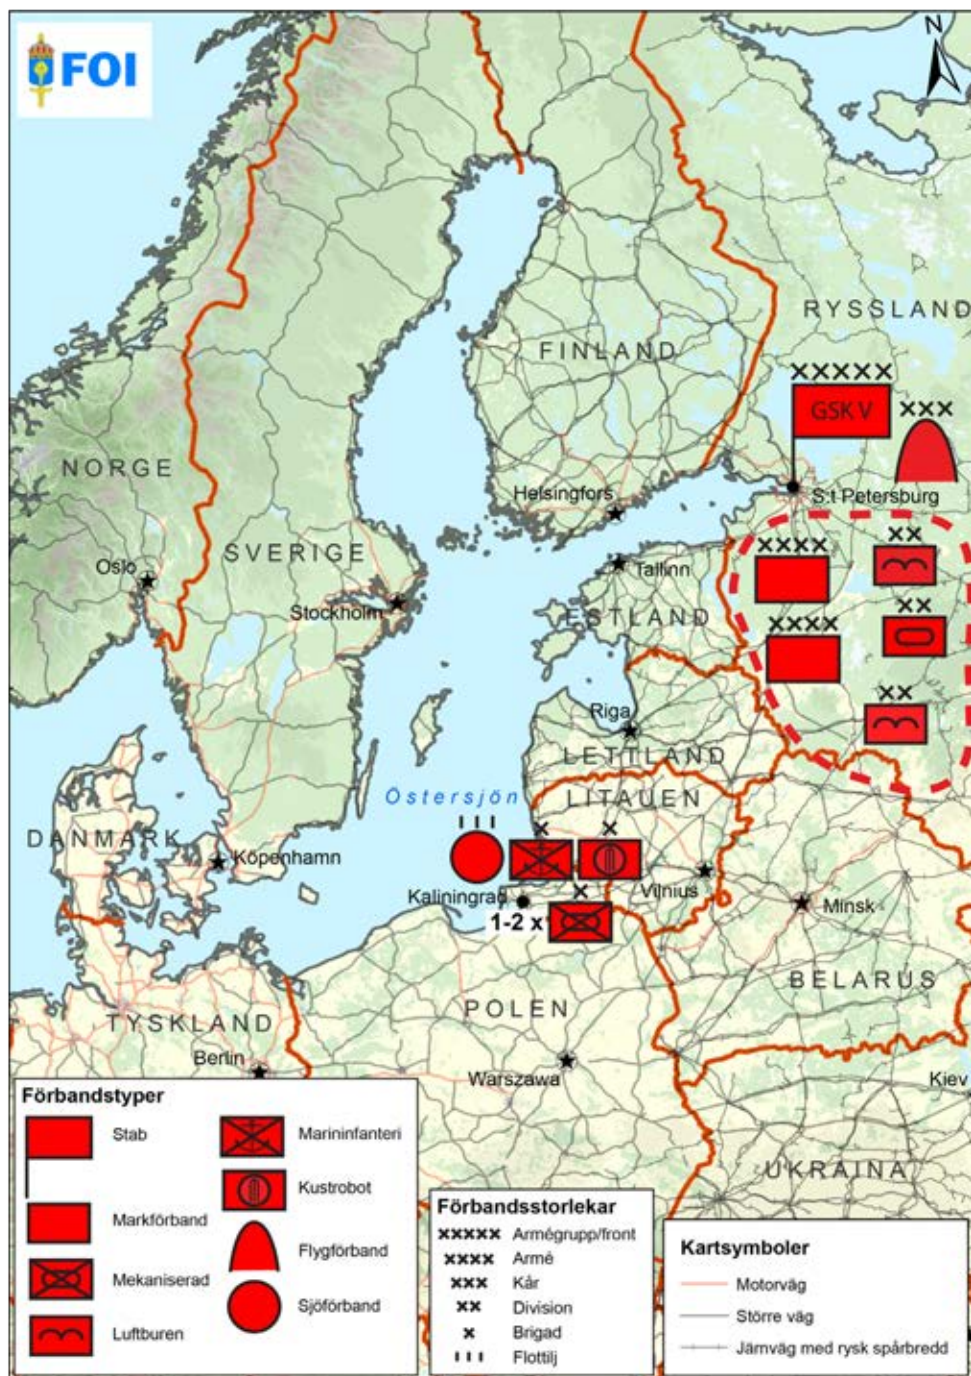 FOI
N
RYSSLAND
FINLAND
×××××
GSK V
×××
NORGE
Helsingfors
S:t Petersburg
SVERIGE
××××
××
Oslo
Tallinn
Stockholm
ESTLAND
××××
××
××
Riga
LETTLAND
Östersjön
LITAUEN
DANMARK
III
×
×
Köpenhamn
Kaliningrad
×
Vilnius
Minsk
1-2 x
BELARUS
POLEN
TYSKLAND
Berlin
Warszawa
Kiev
UKRAINA
Förbandstyper
Stab
Markförband
Mekaniserad
Luftburen
Marininfanteri
Kustrobot
Flygförband
Sjöförband
Förbandsstorlekar
××××× Armégrupp/front
×××× Armé
××× Kår
×× Division
× Brigad
III Flottilj
Kartsymboler
Motorväg
Större väg
Järnväg med rysk spårbredd